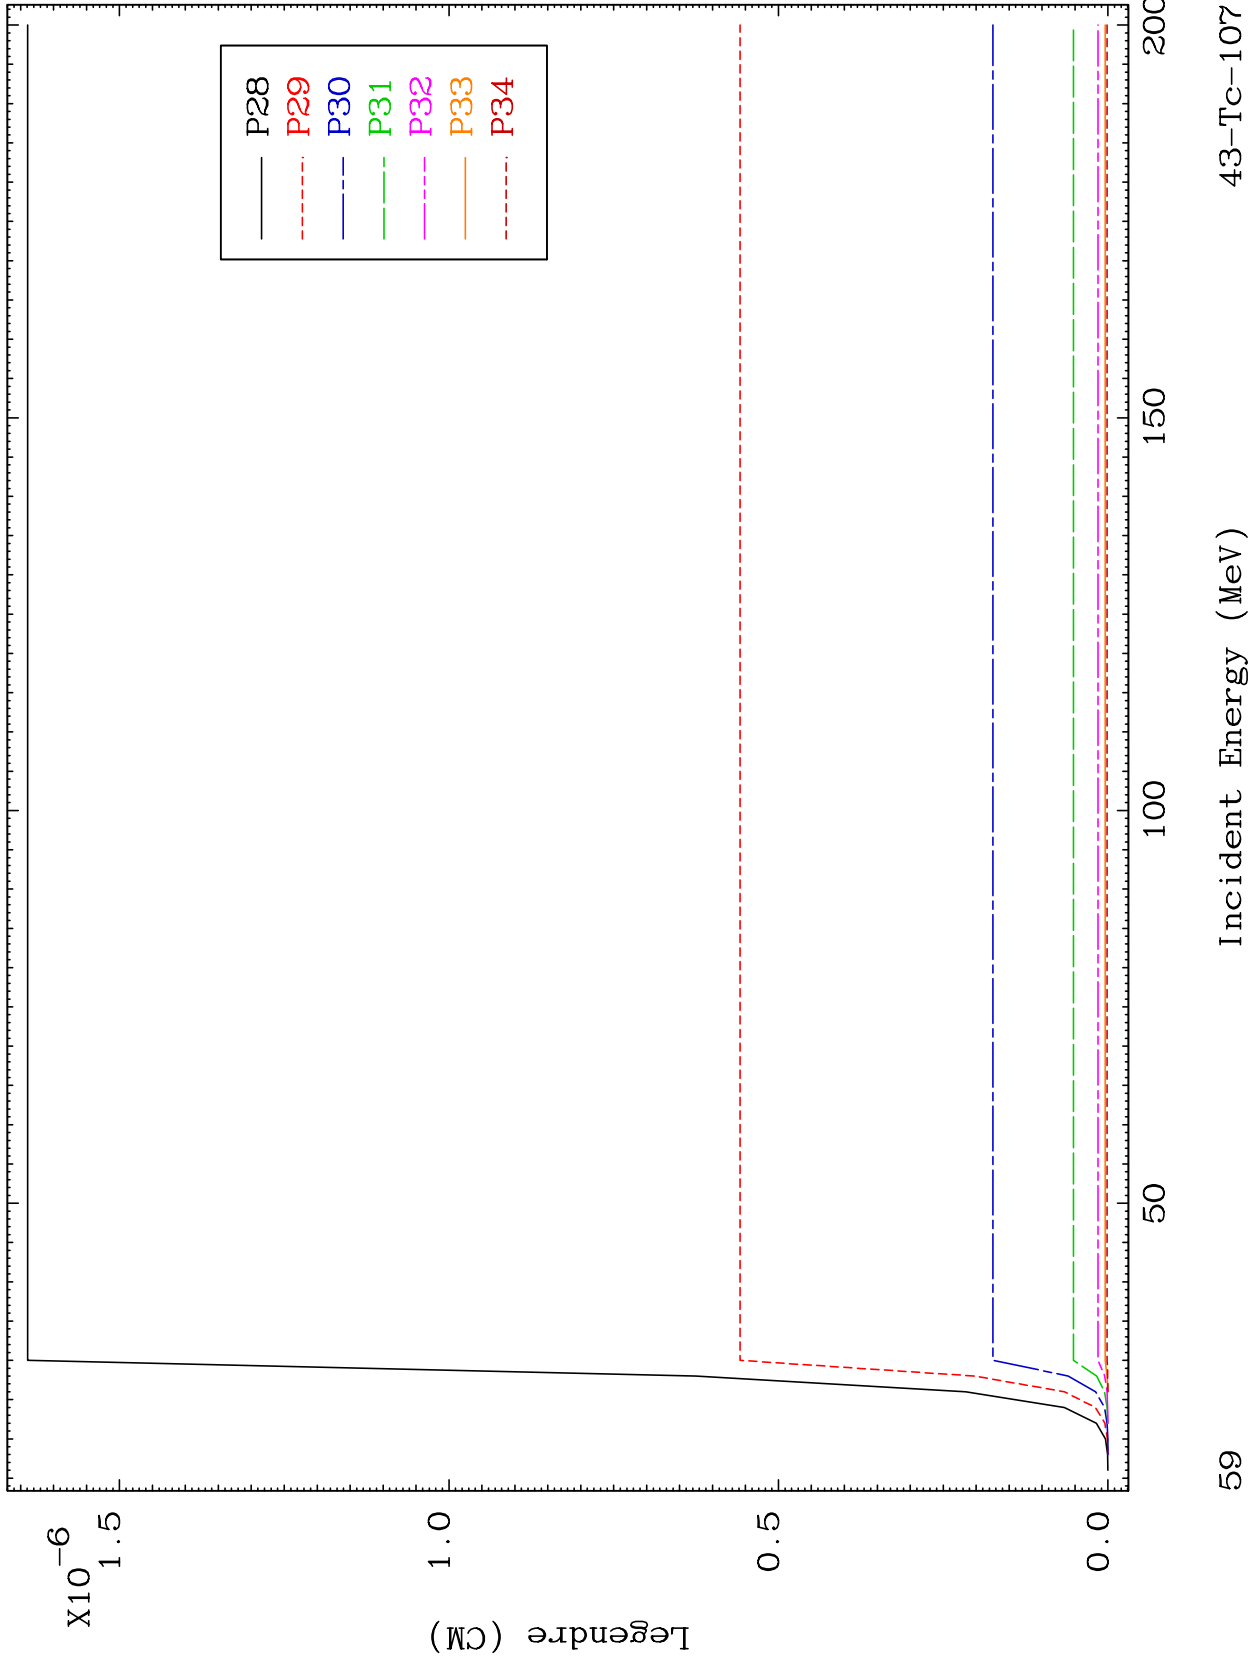 X10-6
1.5
1.0
0.5
0.0
Legendre (CM)
P28
P29
P30
P31
P32
P33
P34
50
100
150
200
Incident Energy (MeV)
59
43-Tc-107